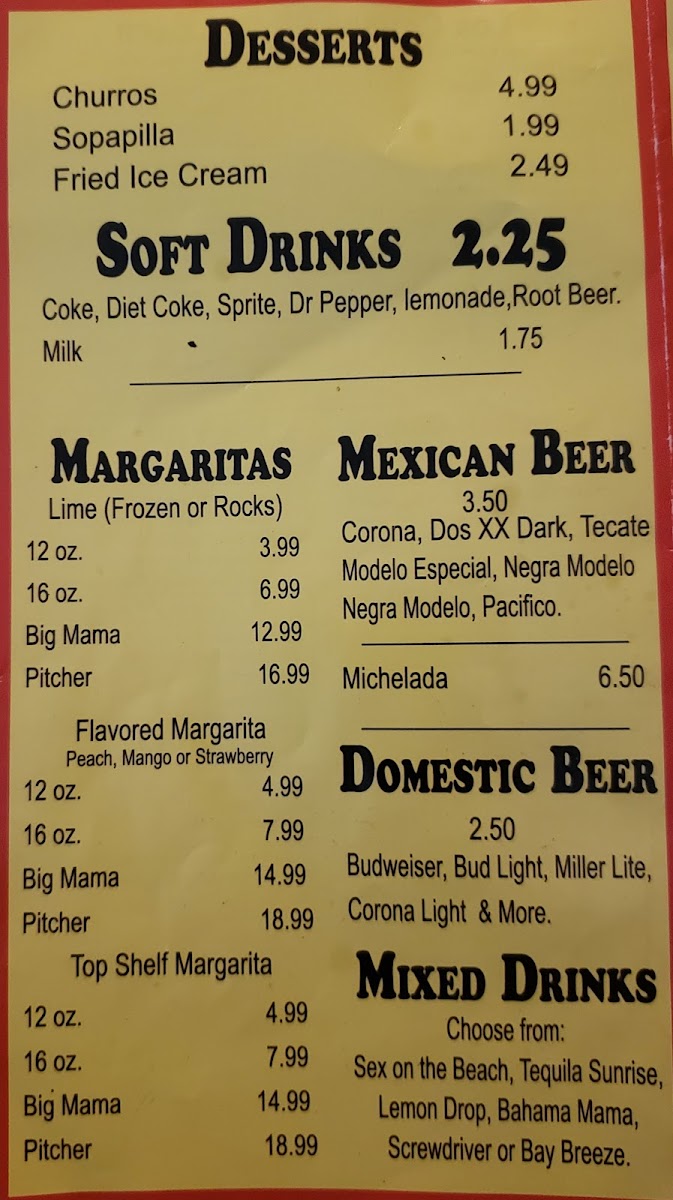 DESSERTS
Churros 4.99
Sopapilla 1.99
Fried Ice Cream 2.49
SOFT DRINKS 2.25
Coke, Diet Coke, Sprite, Dr Pepper, lemonade,Root Beer.
Milk 1.75
MARGARITAS
Lime (Frozen or Rocks)
12 oz. 3.99
16 oz. 6.99
Big Mama 12.99
Pitcher 16.99
Flavored Margarita
Peach, Mango or Strawberry
12 oz. 4.99
16 oz. 7.99
Big Mama 14.99
Pitcher 18.99
Top Shelf Margarita
12 oz. 4.99
16 oz. 7.99
Big Mama 14.99
Pitcher 18.99
MEXICAN BEER
3.50
Corona, Dos XX Dark, Tecate
Modelo Especial, Negra Modelo
Negra Modelo, Pacifico.
Michelada 6.50
DOMESTIC BEER
2.50
Budweiser, Bud Light, Miller Lite,
Corona Light & More.
MIXED DRINKS
Choose from:
Sex on the Beach, Tequila Sunrise,
Lemon Drop, Bahama Mama,
Screwdriver or Bay Breeze.